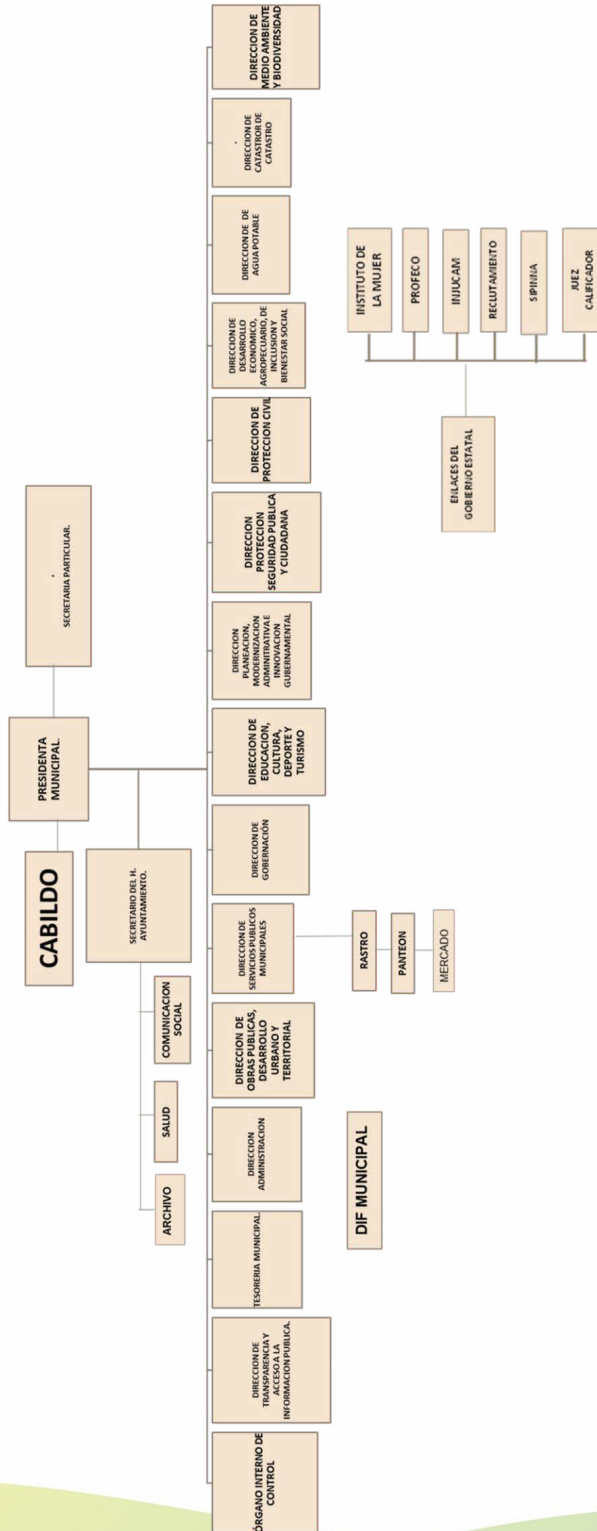 CABILDO
PRESIDENTA
MUNICIPAL.
SECRETARIA PARTICULAR.
SECRETARIO DEL H.
AYUNTAMIENTO.
ARCHIVO
SALUD
COMUNICACION
SOCIAL
ÓRGANO INTERNO DE
CONTROL
DIRECCION DE
TRANSPARENCIA Y
ACCESO A LA
INFORMACION PUBLICA.
TESORERIA MUNICIPAL.
DIRECCION
ADMINISTRACION
DIRECCION DE
OBRAS PUBLICAS,
DESARROLLO
URBANO Y
TERRITORIAL
DIRECCION DE
SERVICIOS PUBLICOS
MUNICIPALES
DIRECCION DE
GOBERNACIÓN
DIRECCION DE
EDUCACION,
CULTURA,
DEPORTE Y
TURISMO
DIRECCION
PLANEACION,
MODERNIZACION
ADMINITRATIVA E
INNOVACION
GUBERNAMENTAL
DIRECCION
PROTECCION
SEGURIDAD PUBLICA
Y CIUDADANA
DIRECCION DE
PROTECCION CIVIL
DIRECCION DE
DESARROLLO
ECONOMICO,
AGROPECUARIO, DE
INCLUSION Y
BIENESTAR SOCIAL
DIRECCION DE DE
AGUA POTABLE
DIRECCION DE
CATASTROR DE
CATASTRO
DIRECCION DE
MEDIO AMBIENTE
Y BIODIVERSIDAD
RASTRO
PANTEON
MERCADO
DIF MUNICIPAL
ENLACES DEL
GOBIERNO ESTATAL
INSTITUTO DE
LA MUJER
PROFECO
INJUCAM
RECLUTAMIENTO
SIPINNA
JUEZ
CALIFICADOR